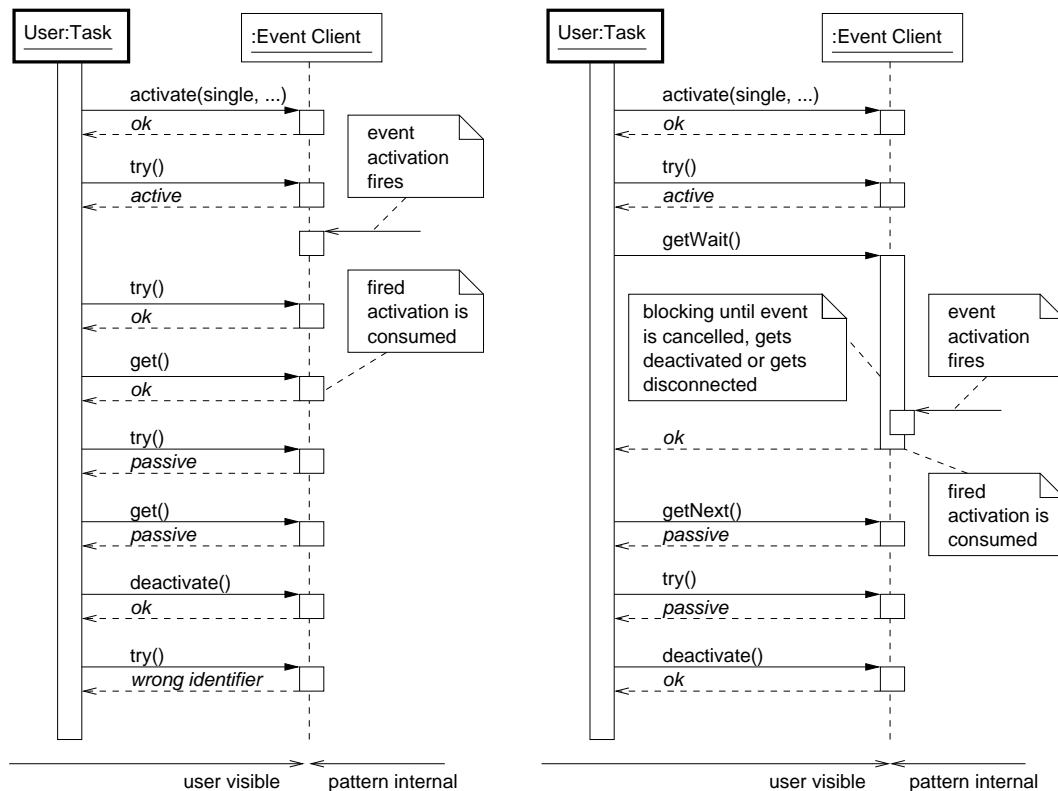 User:Task
:Event Client
activate(single, ...)
ok
event
activation
fires
try()
active
try()
ok
fired
activation is
consumed
get()
ok
try()
passive
get()
passive
deactivate()
ok
try()
wrong identifier
user visible
pattern internal
User:Task
:Event Client
activate(single, ...)
ok
try()
active
getWait()
blocking until event
is cancelled, gets
deactivated or gets
disconnected
event
activation
fires
ok
fired
activation is
consumed
getNext()
passive
try()
passive
deactivate()
ok
user visible
pattern internal